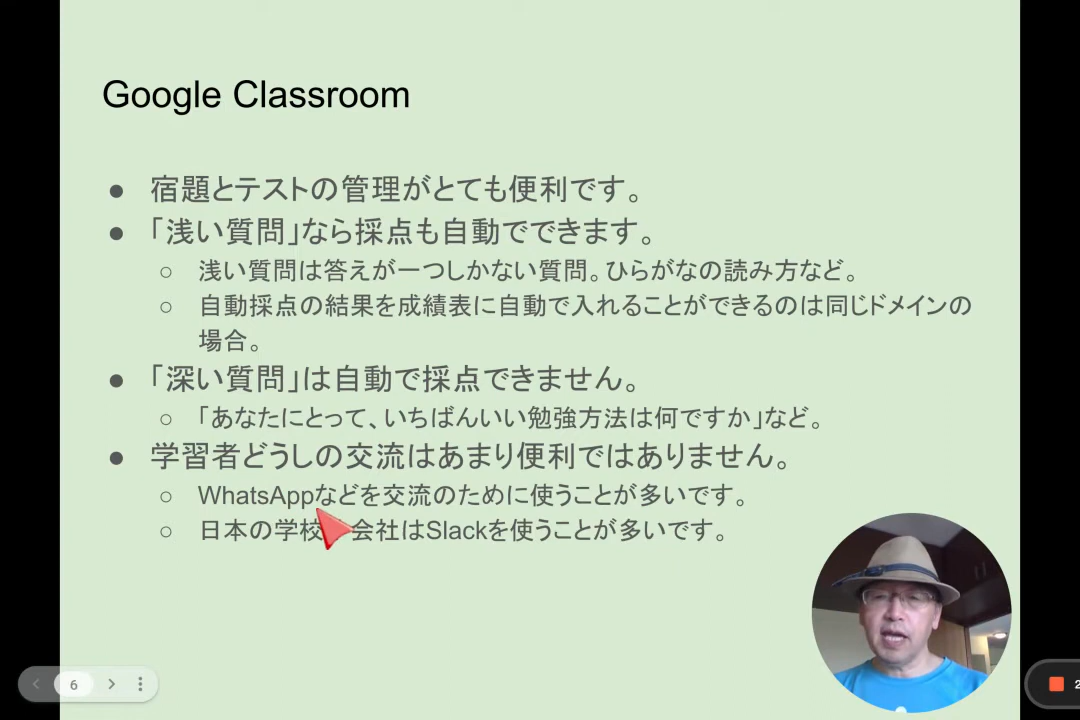 Google Classroom
● 宿題とテストの管理がとても便利です。
● 「浅い質問」なら採点も自動でできます。
○ 浅い質問は答えが一つしかない質問。ひらがなの読み方など。
○ 自動採点の結果を成績表に自動で入れることができるのは同じドメインの
場合。
● 「深い質問」は自動で採点できません。
○ 「あなたにとって、いちばんいい勉強方法は何ですか」など。
● 学習者どうしの交流はあまり便利ではありません。
○ WhatsAppなどを交流のために使うことが多いです。
○ 日本の学校 会社はSlackを使うことが多いです。
6
2